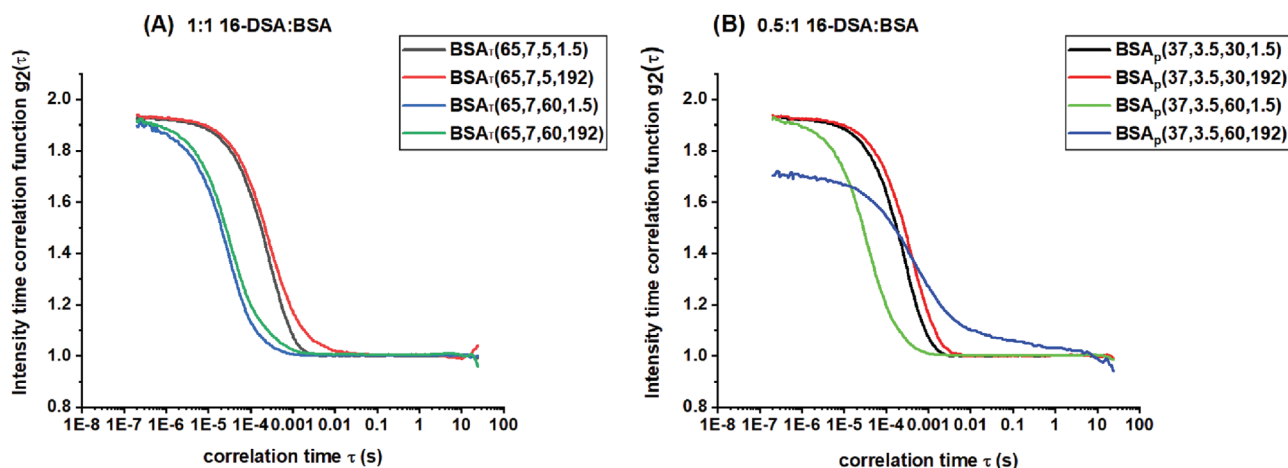 (A) 1:1 16-DSA:BSA
BSAT(65,7,5,1.5)
BSAT(65,7,5,192)
BSAT(65,7,60,1.5)
BSAT(65,7,60,192)
Intensity time correlation function g2(τ)
2.0
1.8
1.6
1.4
1.2
1.0
0.8
1E-8 1E-7 1E-6 1E-5 1E-4 0.001 0.01 0.1 1 10 100
correlation time τ (s)
(B) 0.5:1 16-DSA:BSA
BSAp(37,3.5,30,1.5)
BSAp(37,3.5,30,192)
BSAp(37,3.5,60,1.5)
BSAp(37,3.5,60,192)
Intensity time correlation function g2(τ)
2.0
1.8
1.6
1.4
1.2
1.0
0.8
1E-8 1E-7 1E-6 1E-5 1E-4 0.001 0.01 0.1 1 10 100
correlation time τ (s)